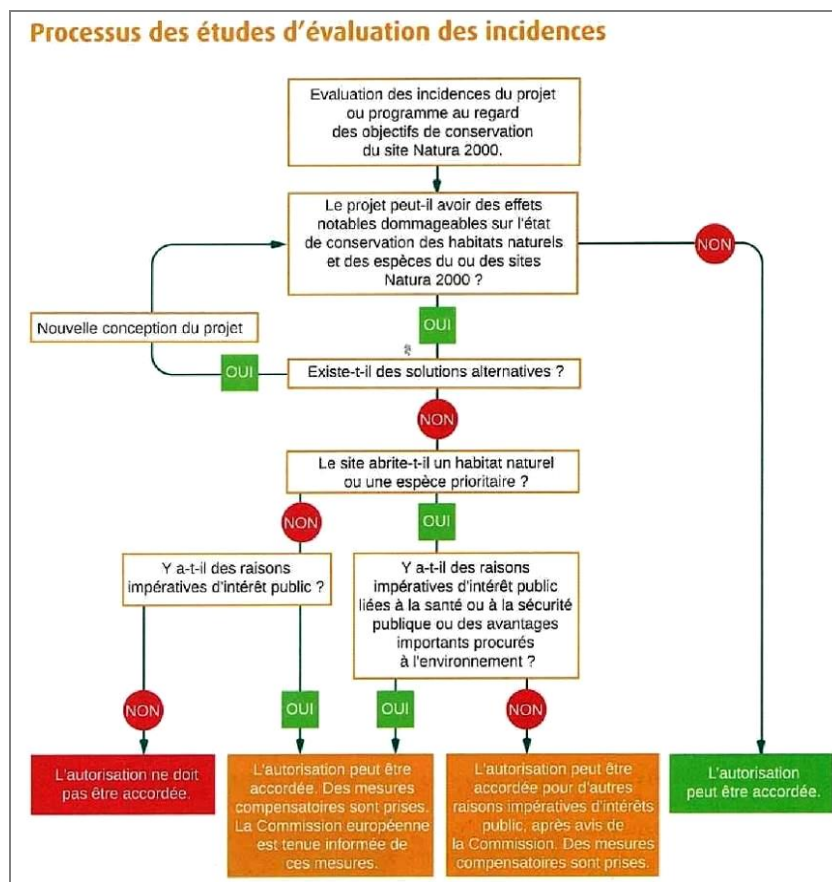 Processus des études d'évaluation des incidences
Evaluation des incidences du projet
ou programme au regard
des objectifs de conservation
du site Natura 2000.
Le projet peut-il avoir des effets
notables dommageables sur l'état
de conservation des habitats naturels
et des espèces du ou des sites
Natura 2000 ?
NON
Nouvelle conception du projet
OUI
OUI
Existe-t-il des solutions alternatives ?
NON
Le site abrite-t-il un habitat naturel
ou une espèce prioritaire ?
NON
OUI
Y a-t-il des raisons
impératives d'intérêt public ?
Y a-t-il des raisons
impératives d'intérêt public
liées à la santé ou à la sécurité
publique ou des avantages
importants procurés
à l'environnement ?
NON
OUI
OUI
NON
L'autorisation ne doit
pas être accordée.
L'autorisation peut être
accordée. Des mesures
compensatoires sont prises.
La Commission européenne
est tenue informée de
ces mesures.
L'autorisation peut être
accordée pour d'autres
raisons impératives d'intérêts
public, après avis de
la Commission. Des mesures
compensatoires sont prises.
L'autorisation
peut être accordée.